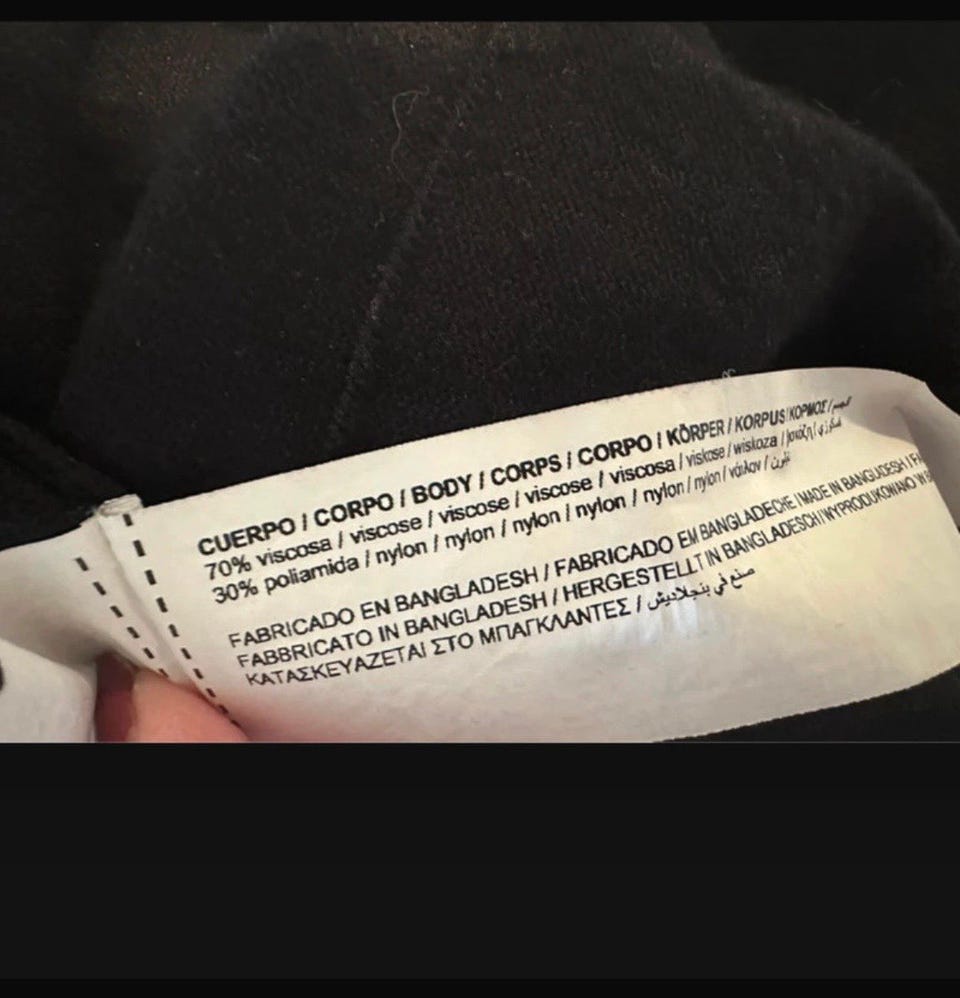 CUERPO / CORPO / BODY / CORPS / CORPO / KÖRPER / KORPUS / ΚΟΡΜΟΣ / الجسم
70% viscosa / viscose / viscose / viscose / viscosa / viskose / wiskoza / βισκόζη / فسكوزي
30% poliamida / nylon / nylon / nylon / nylon / nylon / nylon / νάιλον / نايلون
FABRICADO EN BANGLADESH / FABRICADO EM BANGLADECHE / MADE IN BANGLADESH /
FABBRICATO IN BANGLADESH / HERGESTELLT IN BANGLADESCH / WYPRODUKOWANO W
ΚΑΤΑΣΚΕΥΑΖΕΤΑΙ ΣΤΟ ΜΠΑΓΚΛΑΝΤΕΣ / صنع في بنجلاديش